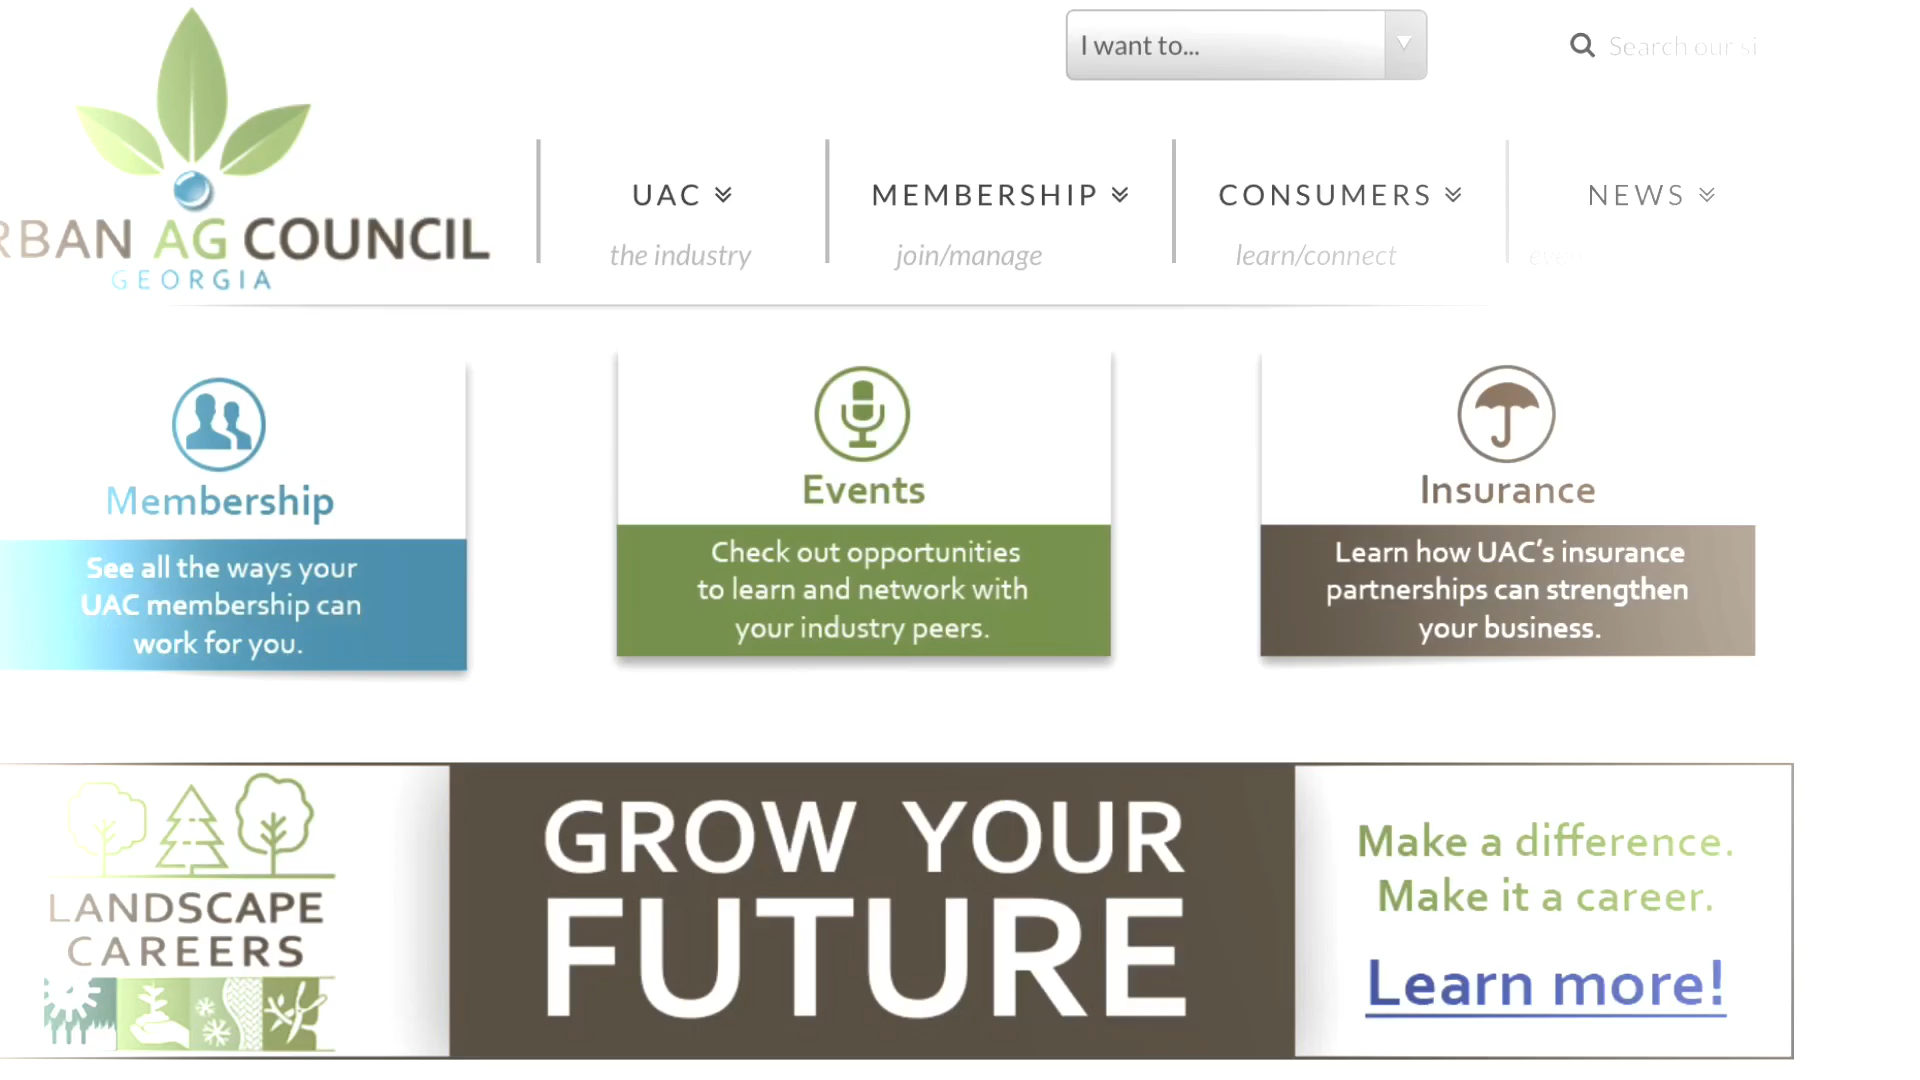 I want to...
Search our si
RBAN AG COUNCIL
GEORGIA
UAC
MEMBERSHIP
CONSUMERS
NEWS
the industry
join/manage
learn/connect
Membership
See all the ways your
UAC membership can
work for you.
Events
Check out opportunities
to learn and network with
your industry peers.
Insurance
Learn how UAC's insurance
partnerships can strengthen
your business.
LANDSCAPE
CAREERS
GROW YOUR
FUTURE
Make a difference.
Make it a career.
Learn more!